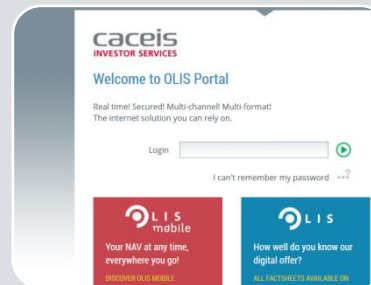 caceis
INVESTOR SERVICES
Welcome to OLIS Portal
Real time! Secured! Multi-channel! Multi-format!
The internet solution you can rely on.
Login
I can't remember my password ...?
OLIS
mobile
Your NAV at any time,
everywhere you go!
DISCOVER OLIS MOBILE
OLIS
How well do you know our
digital offer?
ALL FACTSHEETS AVAILABLE ON